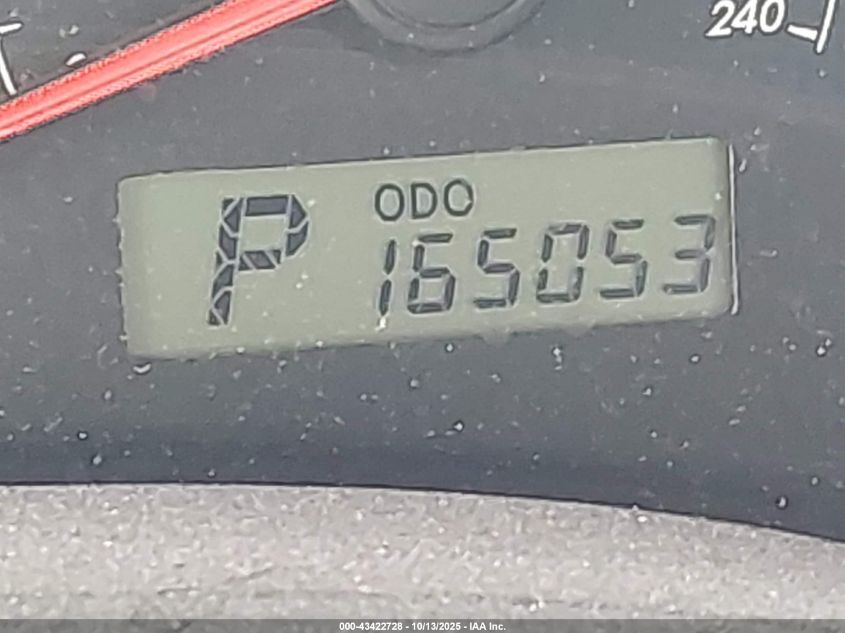 240
ODO
P 165053
000-43422728 - 10/13/2025 - IAA Inc.